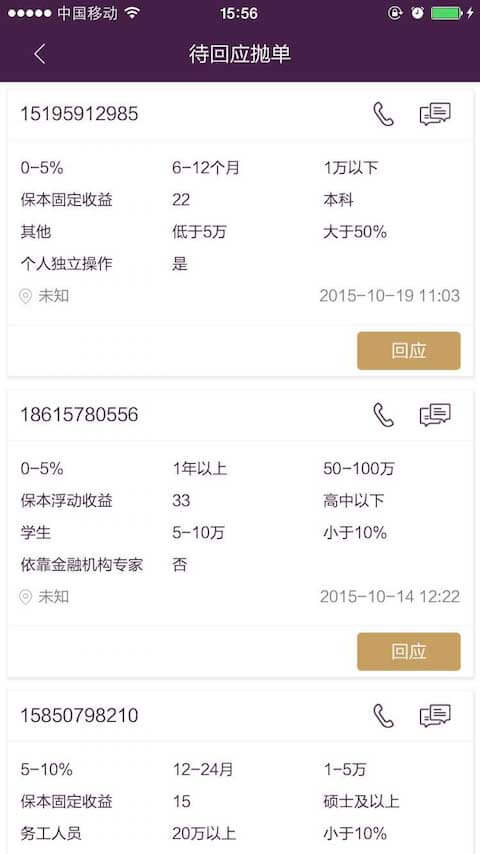 中国移动 15:56
待回应抛单
15195912985
0-5% 6-12个月 1万以下
保本固定收益 22 本科
其他 低于5万 大于50%
个人独立操作 是
未知 2015-10-19 11:03
回应
18615780556
0-5% 1年以上 50-100万
保本浮动收益 33 高中以下
学生 5-10万 小于10%
依靠金融机构专家 否
未知 2015-10-14 12:22
回应
15850798210
5-10% 12-24月 1-5万
保本固定收益 15 硕士及以上
务工人员 20万以上 小于10%